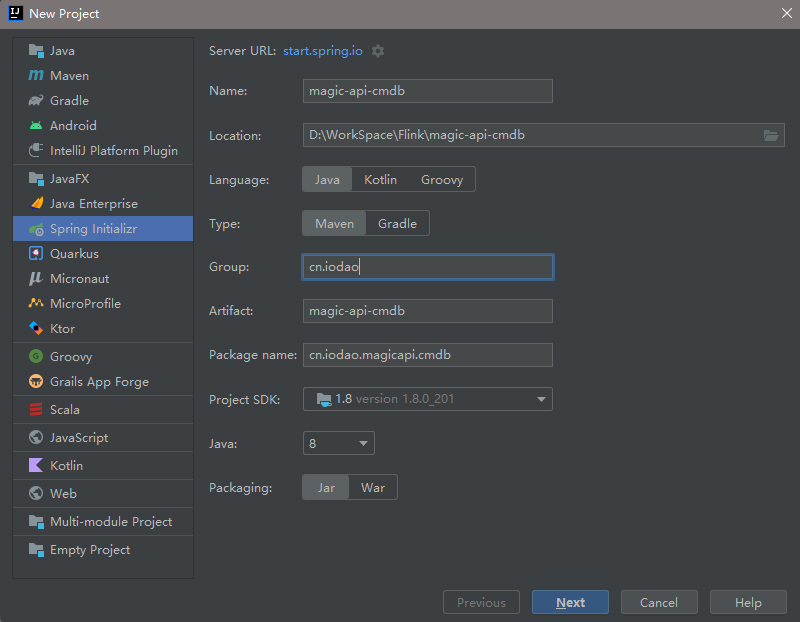 New Project
Java
Maven
Gradle
Android
IntelliJ Platform Plugin
JavaFX
Java Enterprise
Spring Initializr
Quarkus
Micronaut
MicroProfile
Ktor
Groovy
Grails App Forge
Scala
JavaScript
Kotlin
Web
Multi-module Project
Empty Project
Server URL: start.spring.io
Name: magic-api-cmdb
Location: D:\WorkSpace\Flink\magic-api-cmdb
Language: Java Kotlin Groovy
Type: Maven Gradle
Group: cn.iodao
Artifact: magic-api-cmdb
Package name: cn.iodao.magicapi.cmdb
Project SDK: 1.8 version 1.8.0_201
Java: 8
Packaging: Jar War
Previous Next Cancel Help